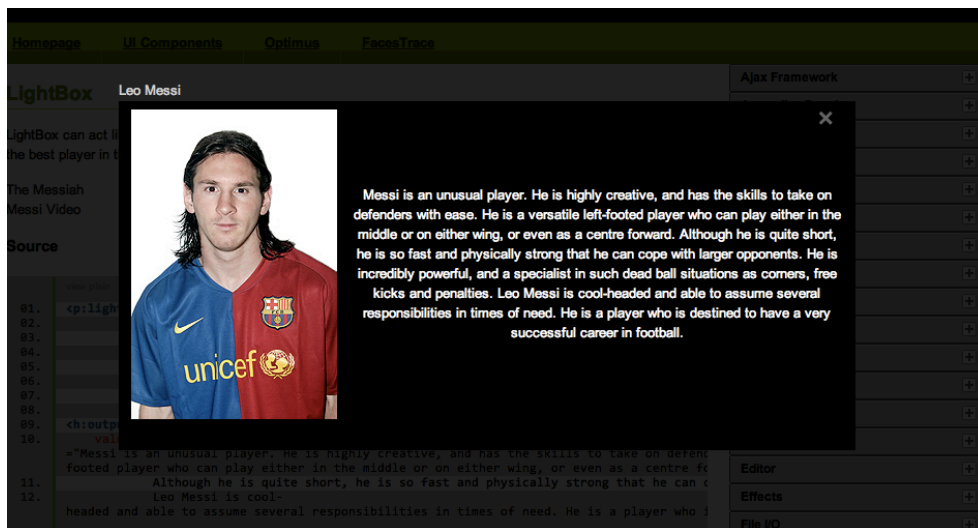 Homepage UI Components Optimus FacesTrace
LightBox
LightBox can act li
the best player in t
The Messiah
Messi Video
Source
Leo Messi
unicef
Messi is an unusual player. He is highly creative, and has the skills to take on
defenders with ease. He is a versatile left-footed player who can play either in the
middle or on either wing, or even as a centre forward. Although he is quite short,
he is so fast and physically strong that he can cope with larger opponents. He is
incredibly powerful, and a specialist in such dead ball situations as corners, free
kicks and penalties. Leo Messi is cool-headed and able to assume several
responsibilities in times of need. He is a player who is destined to have a very
successful career in football.
01. <p:light
02.
03.
04.
05.
06.
07.
08.
09. <h:outp
10. val
="Messi is an unusual player. He is highly creative, and has the skills to take on defend
footed player who can play either in the middle or on either wing, or even as a centre fo
11. Although he is quite short, he is so fast and physically strong that he can c
12. Leo Messi is cool-
headed and able to assume several responsibilities in times of need. He is a player who i
Ajax Framework
Editor
Effects
File I/O